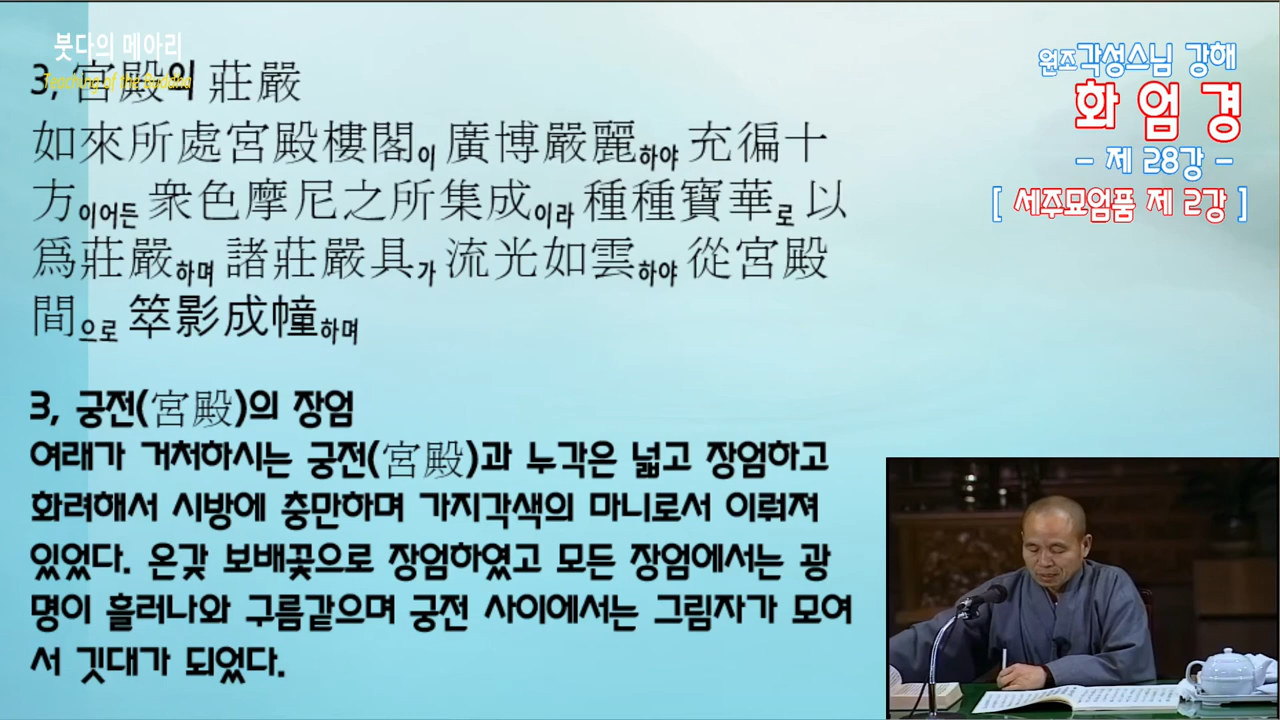 붓다의 메아리
Teaching of the Buddha
3, 宮殿의 莊嚴
如來所處宮殿樓閣이 廣博嚴麗하야 充徧十
方이어든 衆色摩尼之所集成이라 種種寶華로 以
爲莊嚴하며 諸莊嚴具가 流光如雲하야 從宮殿
間으로 箤影成幢하며
3, 궁전(宮殿)의 장엄
여래가 거처하시는 궁전(宮殿)과 누각은 넓고 장엄하고
화려해서 시방에 충만하며 가지각색의 마니로서 이뤄져
있었다. 온갖 보배꽃으로 장엄하였고 모든 장엄에서는 광
명이 흘러나와 구름같으며 궁전 사이에서는 그림자가 모여
서 깃대가 되었다.
원조각성스님 강해
화엄경
- 제 28강 -
[ 세주묘엄품 제 2강 ]